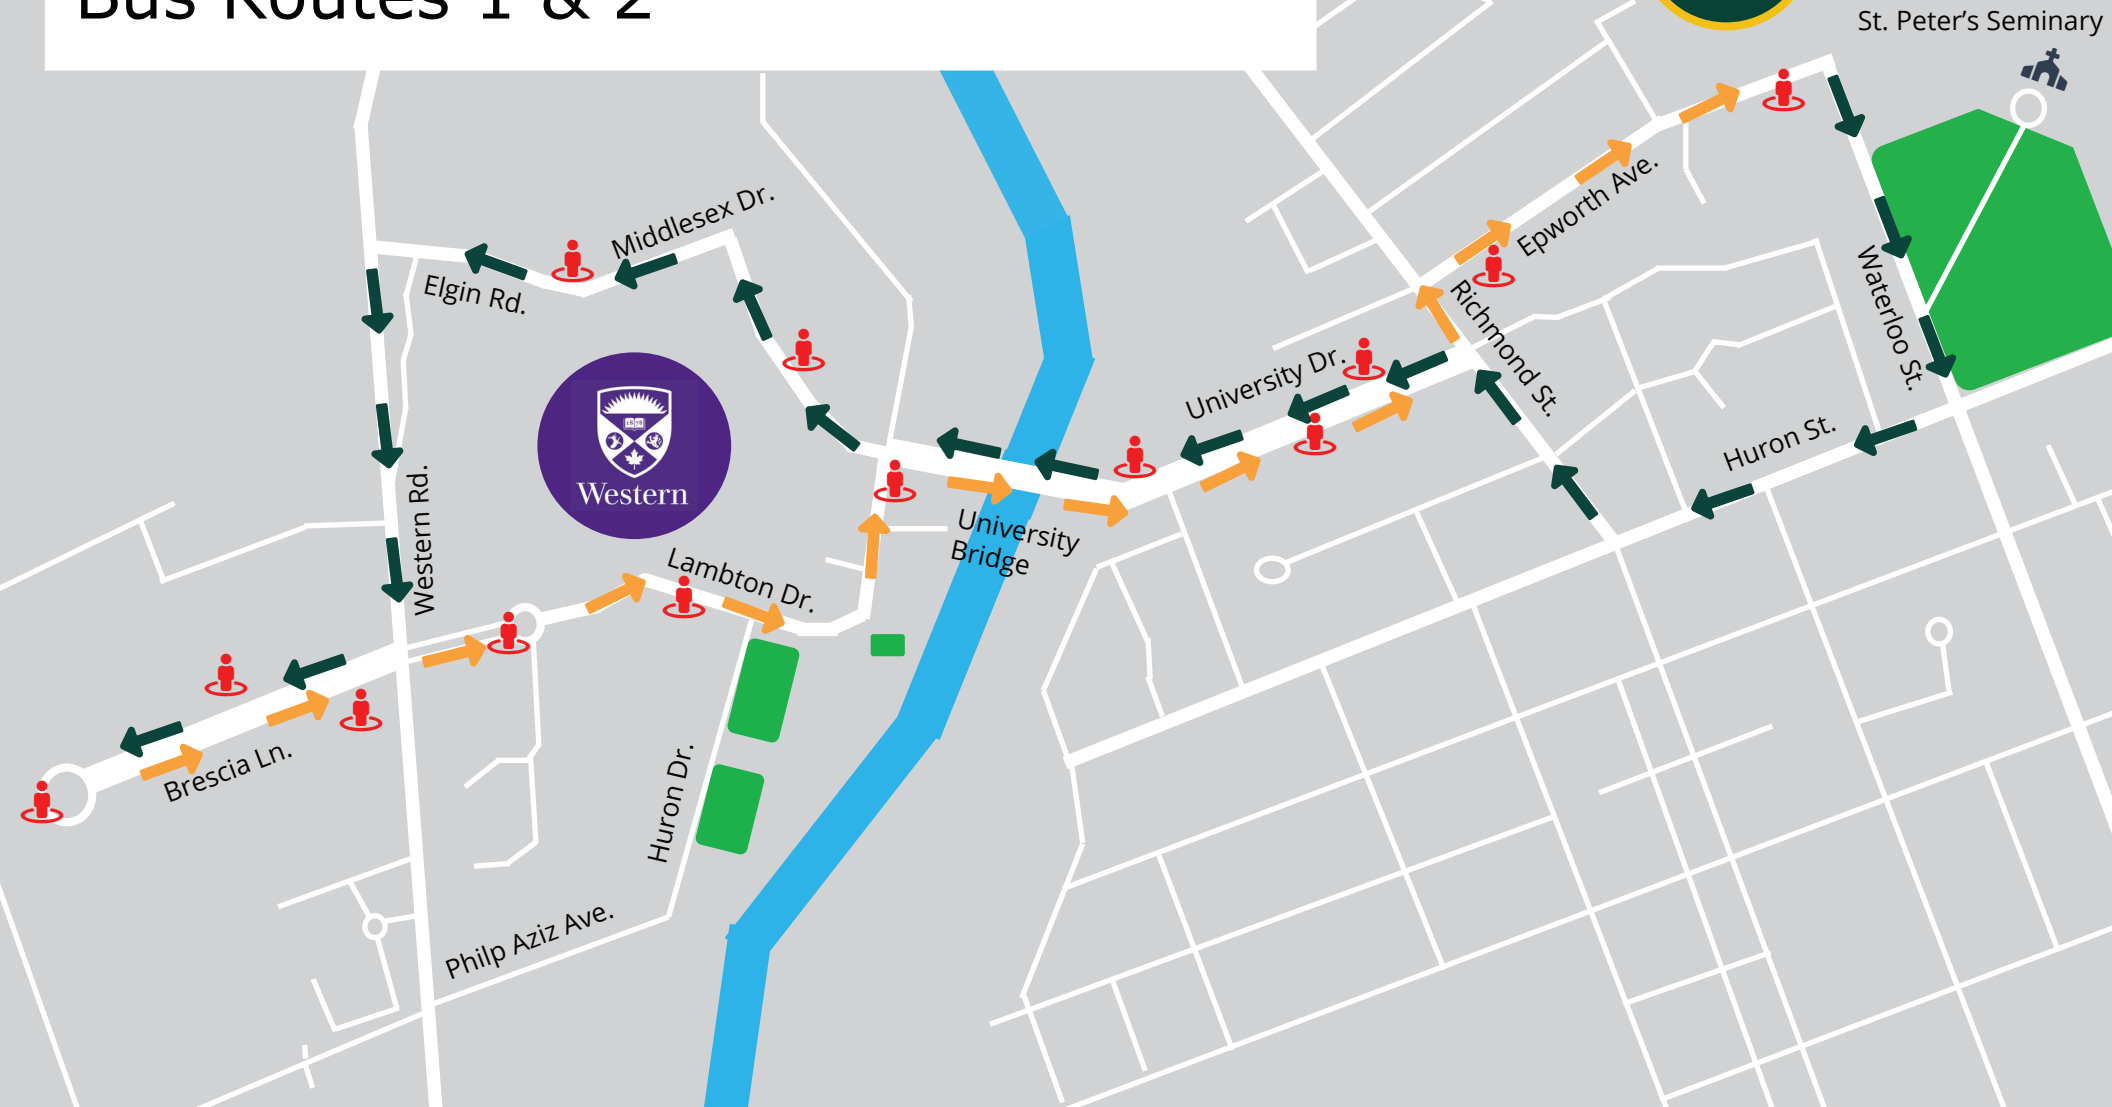 Bus Routes 1 & 2
St. Peter's Seminary
Middlesex Dr.
Elgin Rd.
Epworth Ave.
Richmond St.
Waterloo St.
University Dr.
Huron St.
Western
Western Rd.
University
Bridge
Lambton Dr.
Brescia Ln.
Huron Dr.
Philp Aziz Ave.